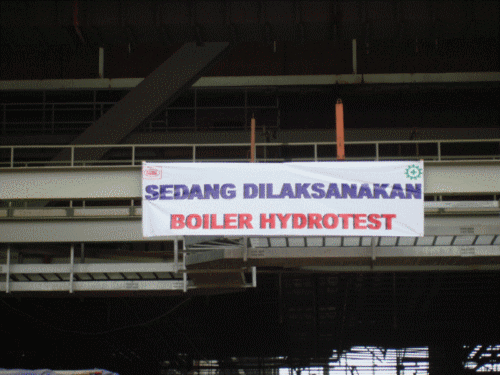 SEDANG DILAKSANAKAN
BOILER HYDROTEST